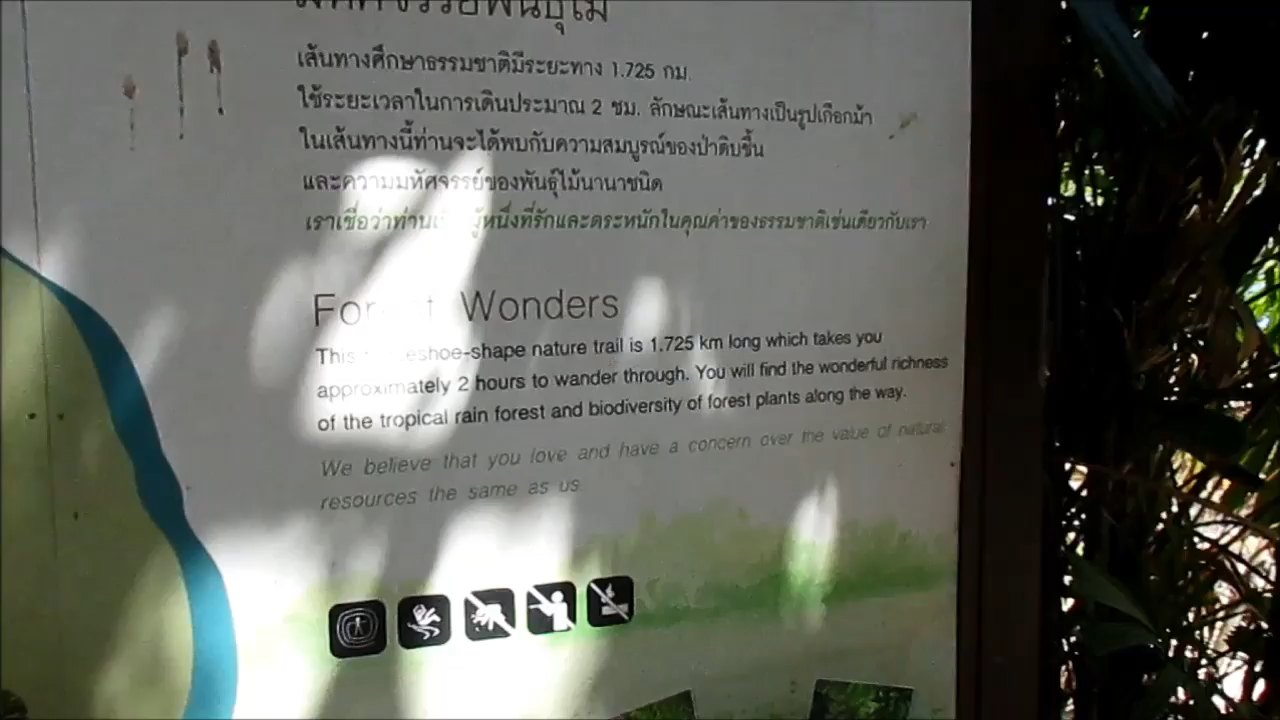 เส้นทางศึกษาธรรมชาติมีระยะทาง 1.725 กม.
ใช้ระยะเวลาในการเดินประมาณ 2 ชม. ลักษณะเส้นทางเป็นรูปเกือกม้า
ในเส้นทางนี้ท่านจะได้พบกับความสมบูรณ์ของป่าดิบชื้น
และความมหัศจรรย์ของพันธุ์ไม้นานาชนิด
เราเชื่อว่าท่าน ผู้หนึ่งที่รักและตระหนักในคุณค่าของธรรมชาติเช่นเดียวกับเรา
Forest Wonders
This horseshoe-shape nature trail is 1.725 km long which takes you
approximately 2 hours to wander through. You will find the wonderful richness
of the tropical rain forest and biodiversity of forest plants along the way.
We believe that you love and have a concern over the value of natural
resources the same as us